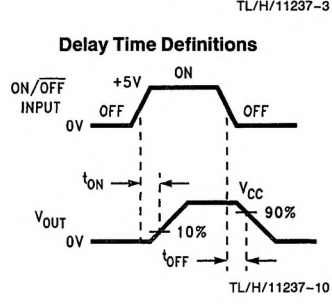 TL/H/11237-3
Delay Time Definitions
ON/OFF INPUT
+5V
ON
OFF
OFF
0V
tON
VCC
VOUT
90%
10%
0V
tOFF
TL/H/11237-10